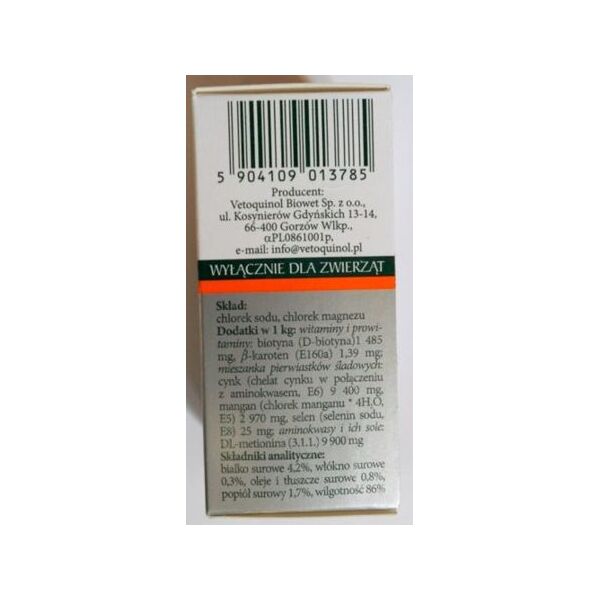 5 904109 013785
Producent:
Vetoquinol Biowet Sp. z o.o.,
ul. Kosynierów Gdyńskich 13-14,
66-400 Gorzów Wlkp.,
αPL0861001p,
e-mail: info@vetoquinol.pl
WYŁĄCZNIE DLA ZWIERZĄT
Skład:
chlorek sodu, chlorek magnezu
Dodatki w 1 kg: witaminy i prowi-
taminy: biotyna (D-biotyna)1 485
mg, β-karoten (E160a) 1,39 mg;
mieszanka pierwiastków śladowych:
cynk (chelat cynku w połączeniu
z aminokwasem, E6) 9 400 mg,
mangan (chlorek manganu * 4H₂O,
E5) 2 970 mg, selen (selenin sodu,
E8) 25 mg; aminokwasy i ich sole:
DL-metionina (3.1.1.) 9 900 mg
Składniki analityczne:
białko surowe 4,2%, włókno surowe
0,3%, oleje i tłuszcze surowe 0,8%,
popiół surowy 1,7%, wilgotność 86%